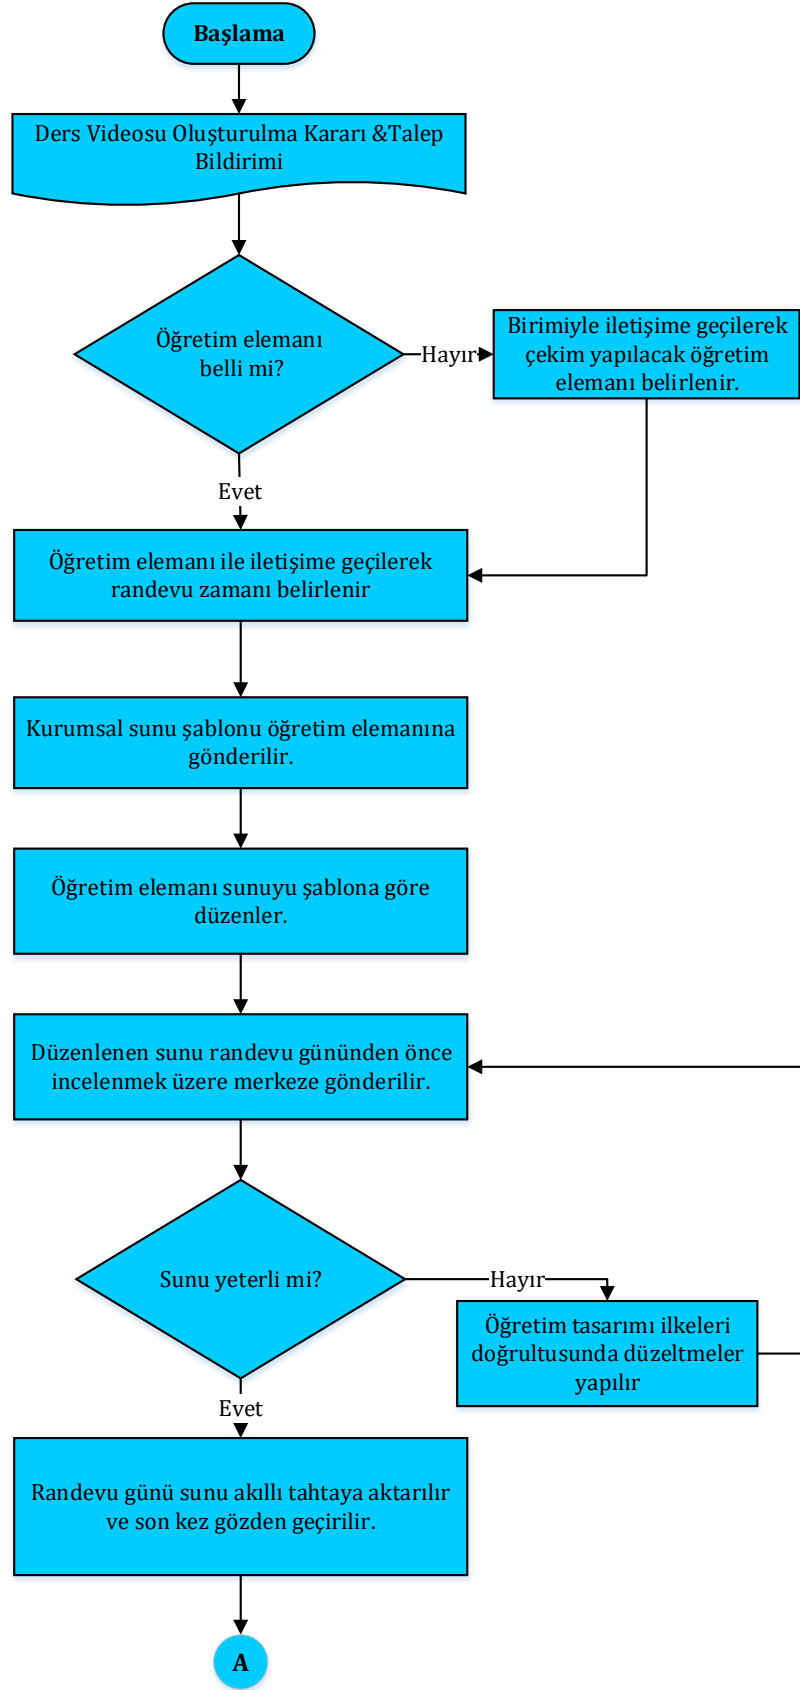 Başlama
Ders Videosu Oluşturulma Kararı &Talep
Bildirimi
Öğretim elemanı
belli mi?
Hayır
Birimiyle iletişime geçilerek
çekim yapılacak öğretim
elemanı belirlenir.
Evet
Öğretim elemanı ile iletişime geçilerek
randevu zamanı belirlenir
Kurumsal sunu şablonu öğretim elemanına
gönderilir.
Öğretim elemanı sunuyu şablona göre
düzenler.
Düzenlenen sunu randevu gününden önce
incelenmek üzere merkeze gönderilir.
Sunu yeterli mi?
Hayır
Öğretim tasarımı ilkeleri
doğrultusunda düzeltmeler
yapılır
Evet
Randevu günü sunu akıllı tahtaya aktarılır
ve son kez gözden geçirilir.
A